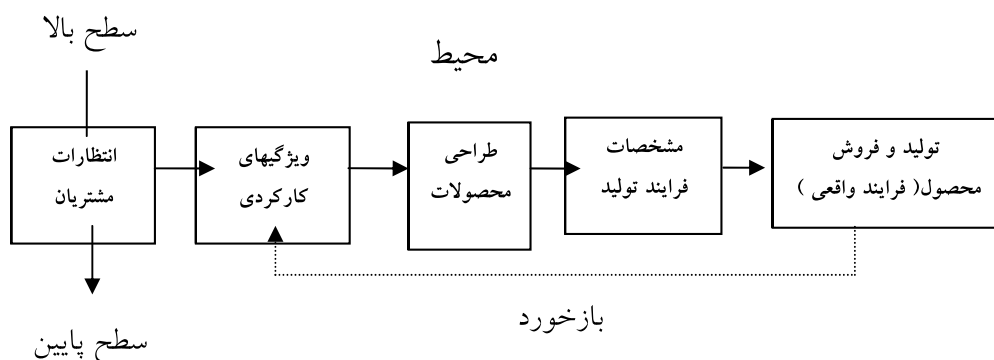 سطح بالا
محیط
انتظارات
مشتریان
ویژگیهای
کارکردی
طراحی
محصولات
مشخصات
فرایند تولید
تولید و فروش
محصول( فرایند واقعی )
بازخورد
سطح پایین